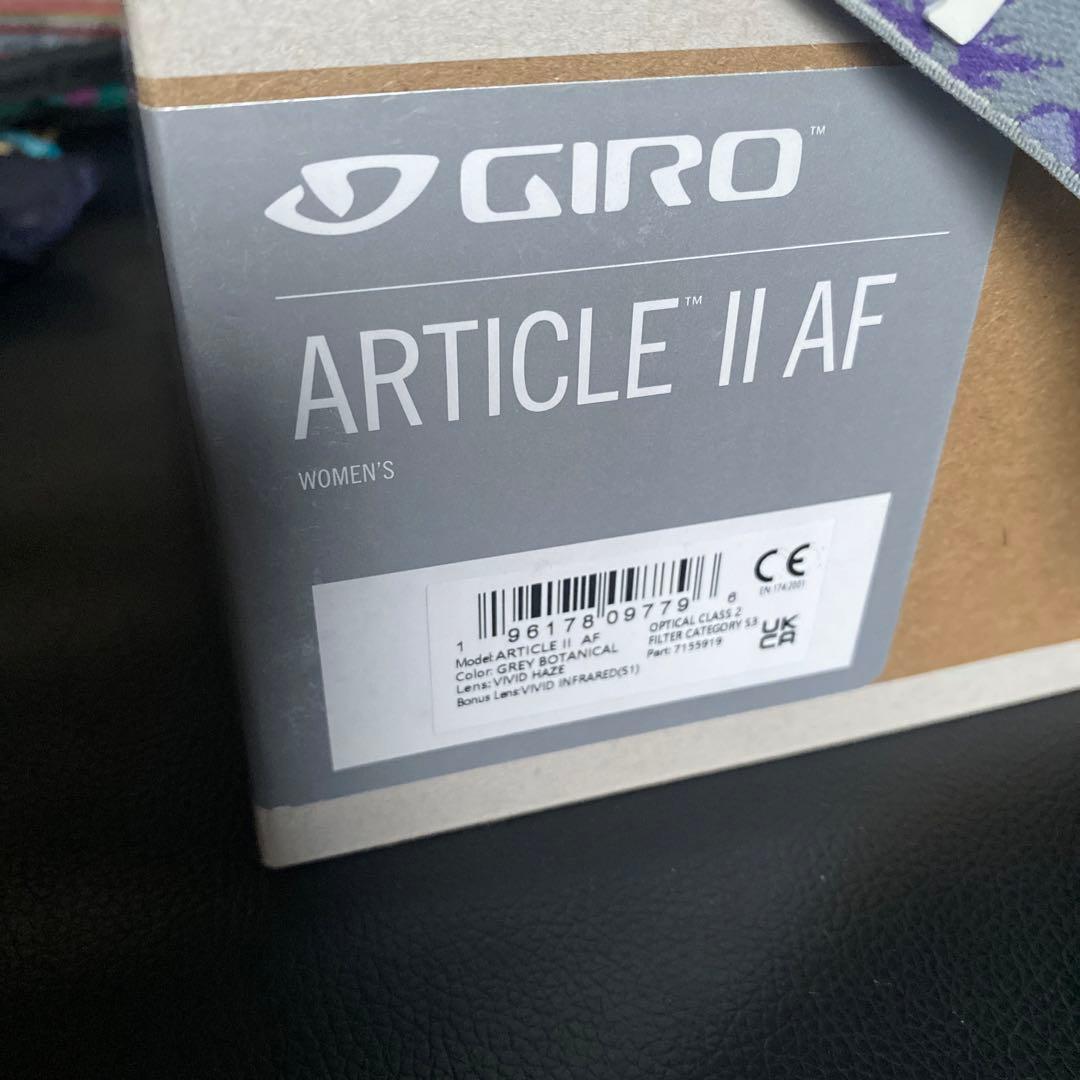 GIRO™
ARTICLE™ II AF
WOMEN'S
1 96178 09779 8
Model: ARTICLE II AF
Color: GREY BOTANICAL
Lens: VIVID HAZE
Bonus Lens: VIVID INFRARED(S1)
OPTICAL CLASS 2
FILTER CATEGORY S3
Part: 7155919
CE
EN 174:2001
UK
CA